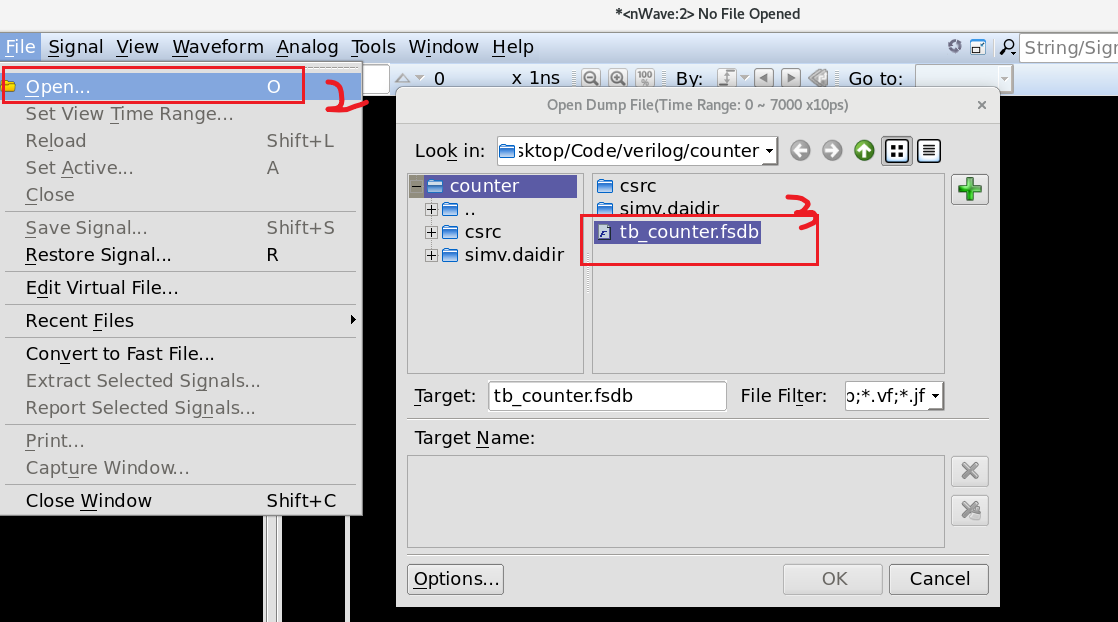 *<nWave:2> No File Opened
File Signal View Waveform Analog Tools Window Help
String/Sig
0 x 1ns 100 % By: Go to:
Open... O
2
Set View Time Range...
Reload Shift+L
Set Active... A
Close
Save Signal... Shift+S
Restore Signal... R
Edit Virtual File...
Recent Files
Convert to Fast File...
Extract Selected Signals...
Report Selected Signals...
Print...
Capture Window...
Close Window Shift+C
Open Dump File(Time Range: 0 ~ 7000 x10ps)
Look in: sktop/Code/verilog/counter
counter
..
csrc
simv.daidir
csrc
simv.daidir
3
tb_counter.fsdb
Target: tb_counter.fsdb File Filter: b;*.vf;*.jf
Target Name:
Options... OK Cancel